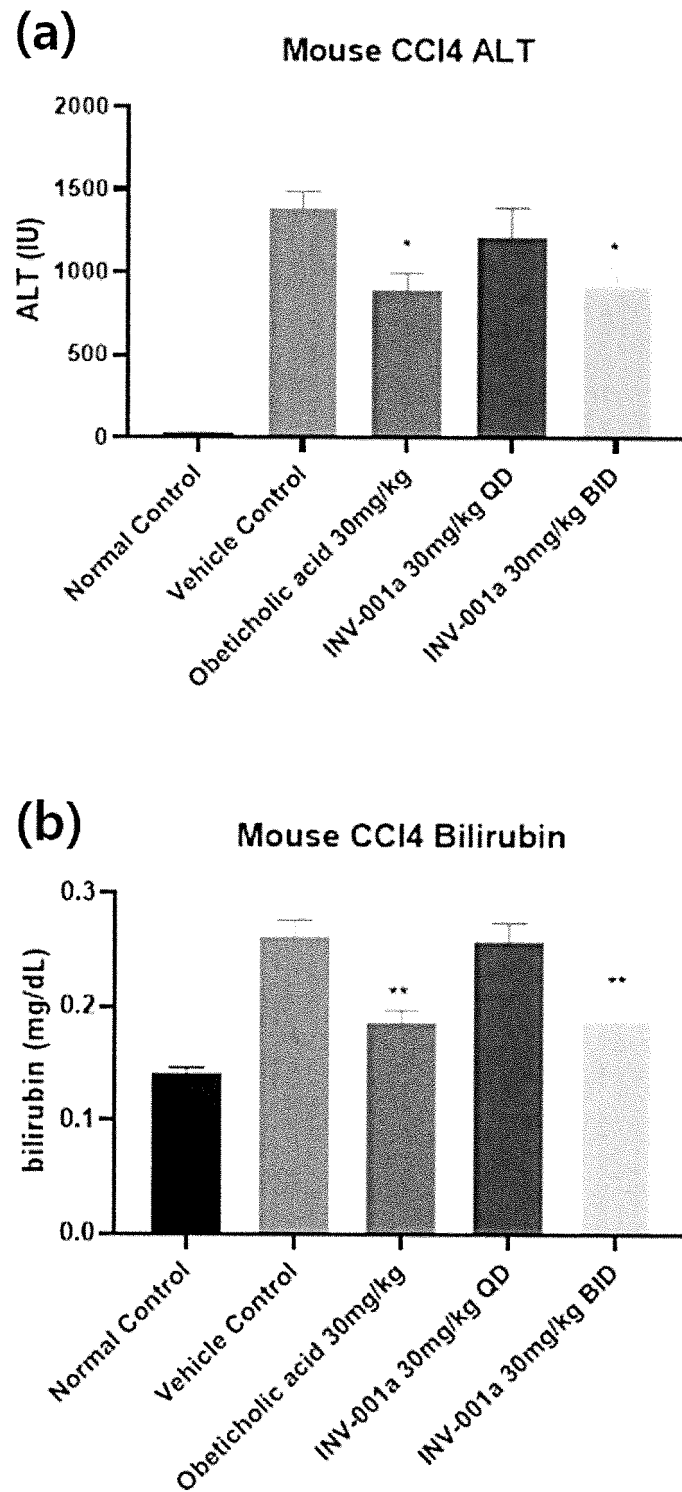 (a)
Mouse CCl4 ALT
2000
1500
1000
500
0
ALT (IU)
*
*
Normal Control
Vehicle Control
Obeticholic acid 30mg/kg
INV-001a 30mg/kg QD
INV-001a 30mg/kg BID
(b)
Mouse CCl4 Bilirubin
0.3
0.2
0.1
0.0
bilirubin (mg/dL)
**
**
Normal Control
Vehicle Control
Obeticholic acid 30mg/kg
INV-001a 30mg/kg QD
INV-001a 30mg/kg BID